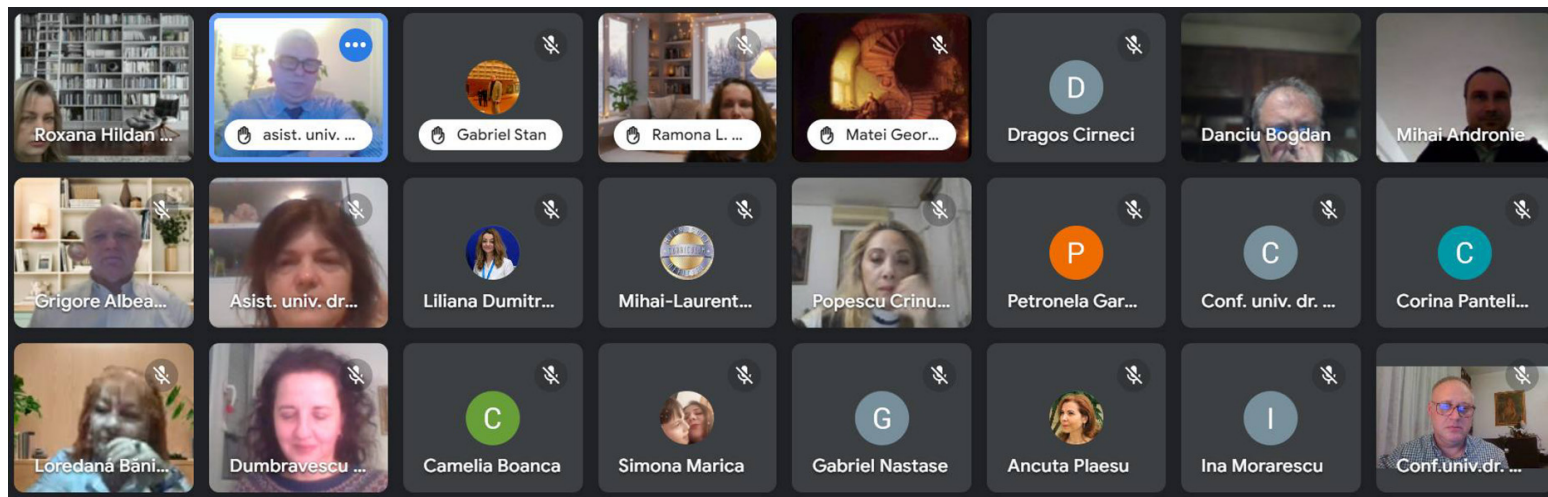 Roxana Hildan ...
asist. univ. ...
Gabriel Stan
Ramona L. ...
Matei Geor...
D
Dragos Cirneci
Danciu Bogdan
Mihai Andronie
Grigore Albea...
Asist. univ. dr...
Liliana Dumitr...
Mihai-Laurent...
Popescu Crinu...
P
Petronela Gar...
C
Conf. univ. dr. ...
C
Corina Panteli...
Loredana Băni...
Dumbravescu ...
C
Camelia Boanca
Simona Marica
G
Gabriel Nastase
Ancuta Plaesu
I
Ina Morarescu
Conf.univ.dr. ...